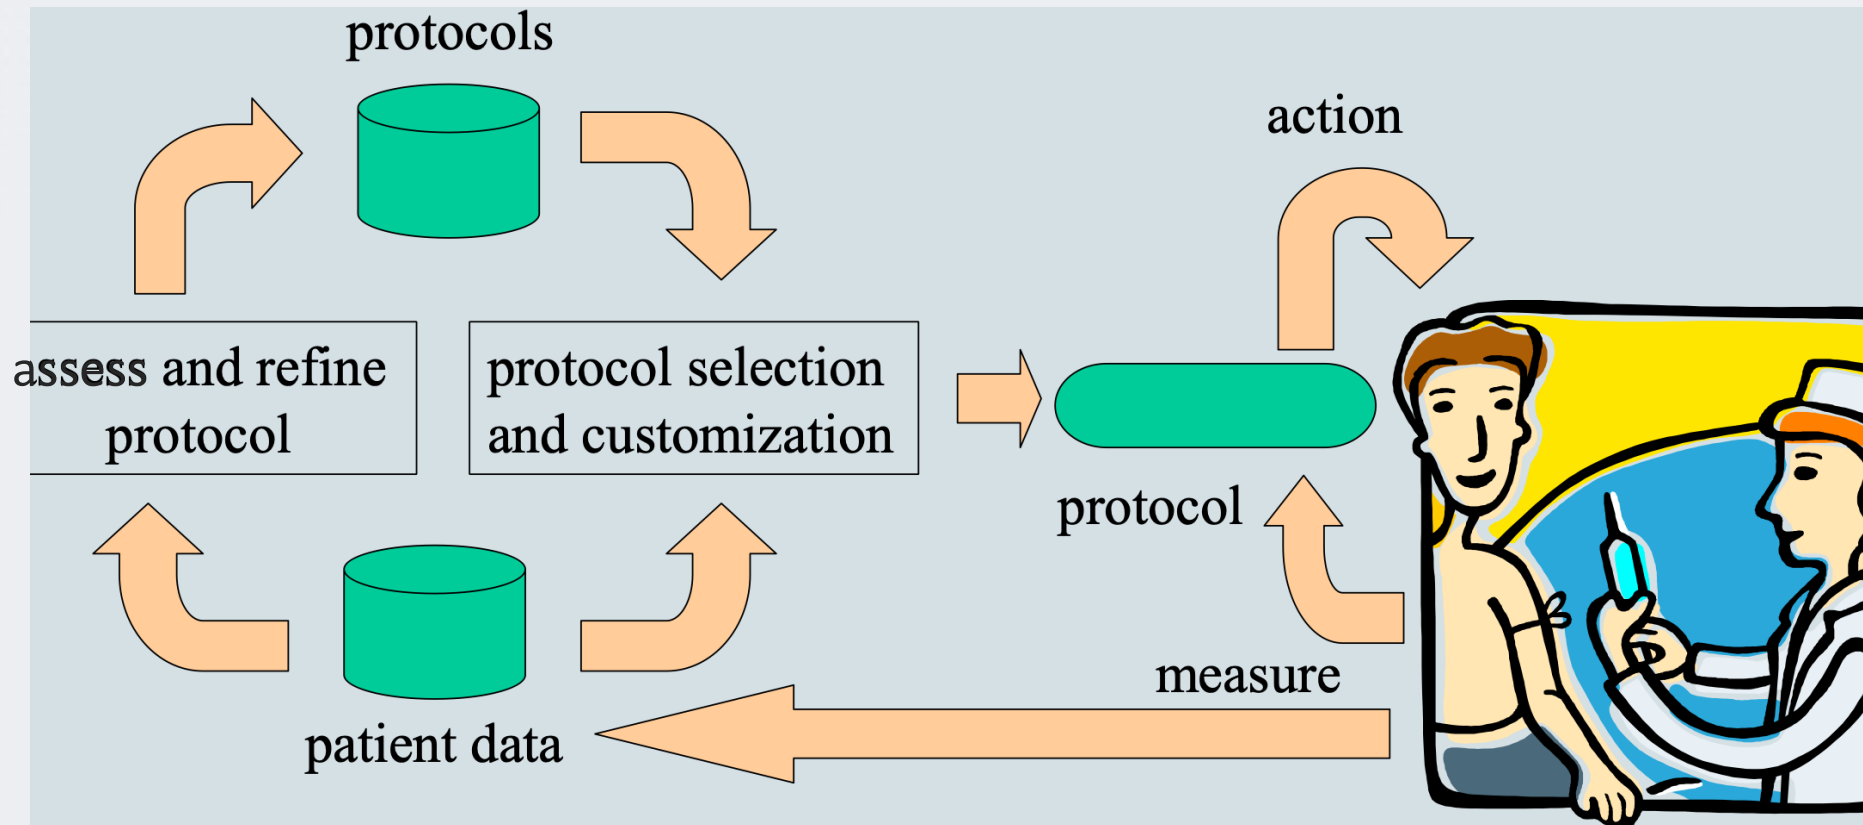 protocols
action
assess and refine
protocol
protocol selection
and customization
protocol
measure
patient data